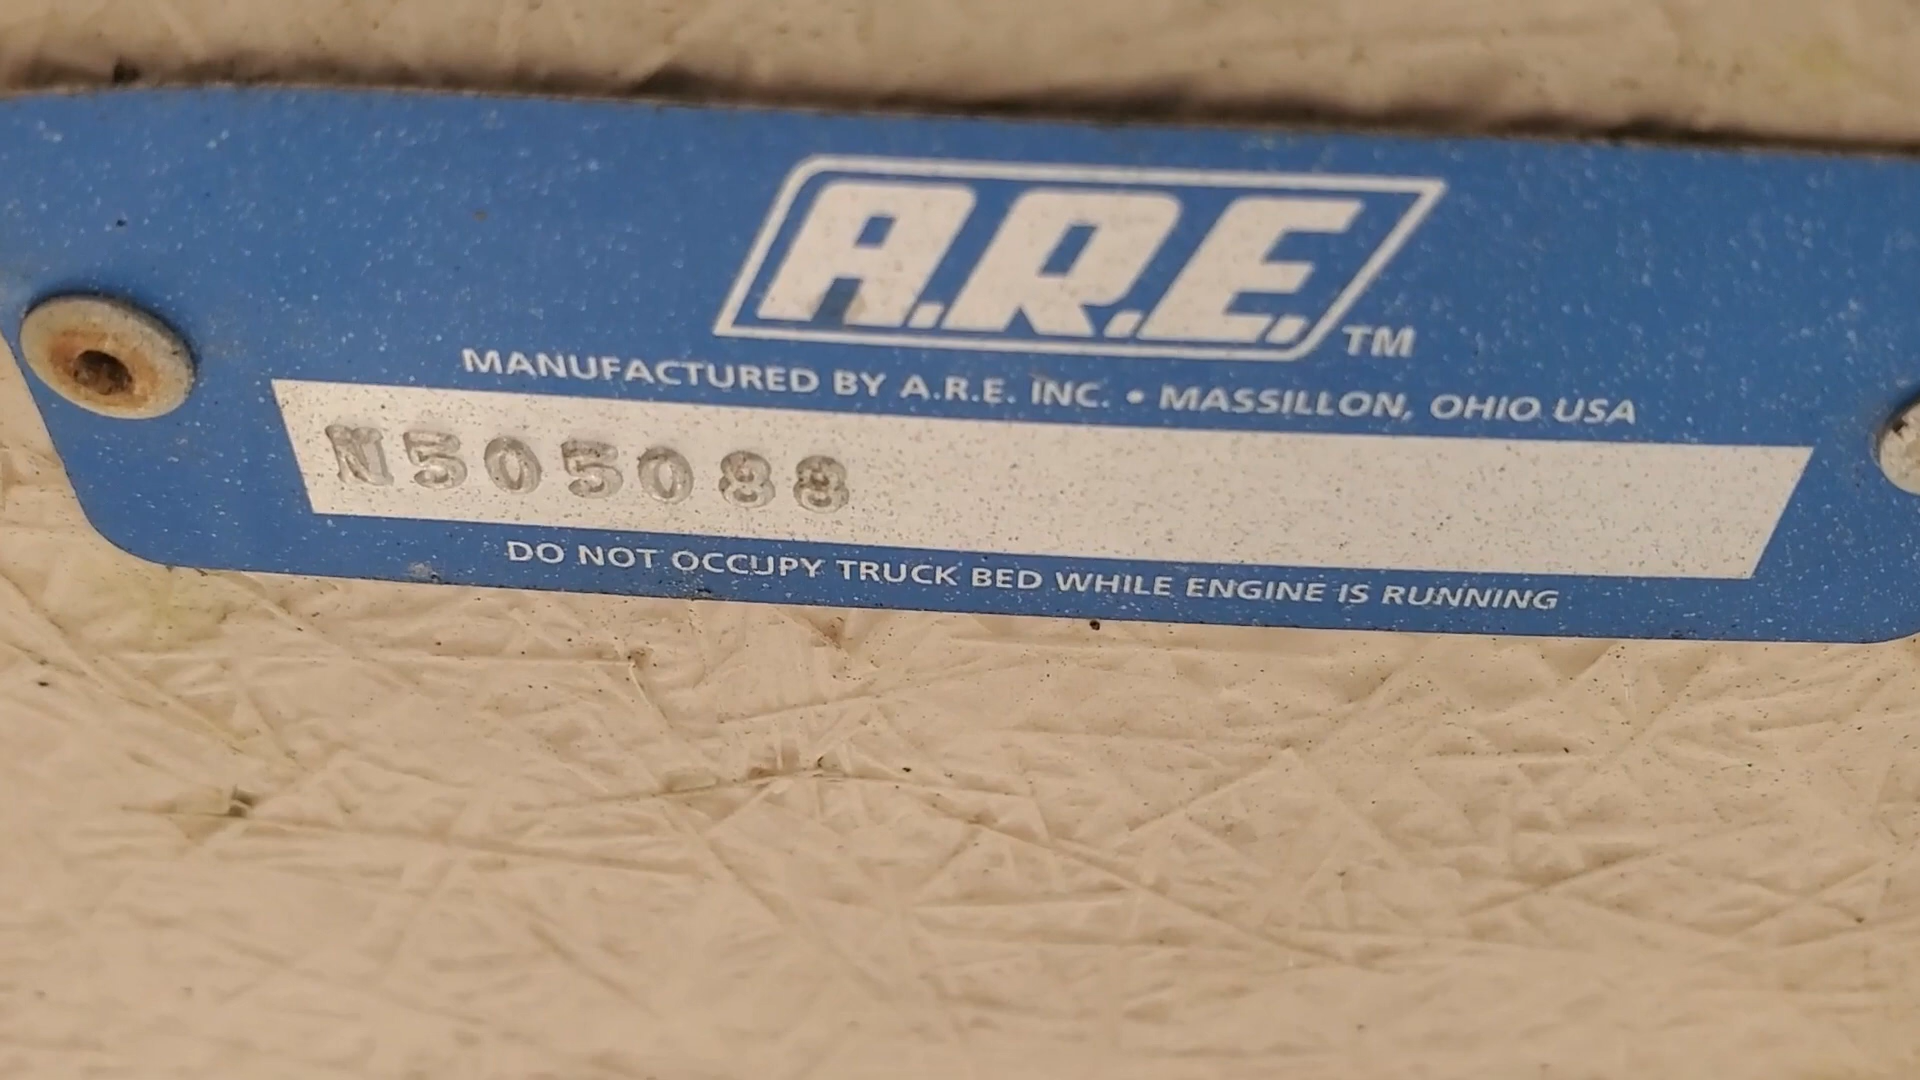 A.R.E.™
MANUFACTURED BY A.R.E. INC. • MASSILLON, OHIO USA
N505088
DO NOT OCCUPY TRUCK BED WHILE ENGINE IS RUNNING